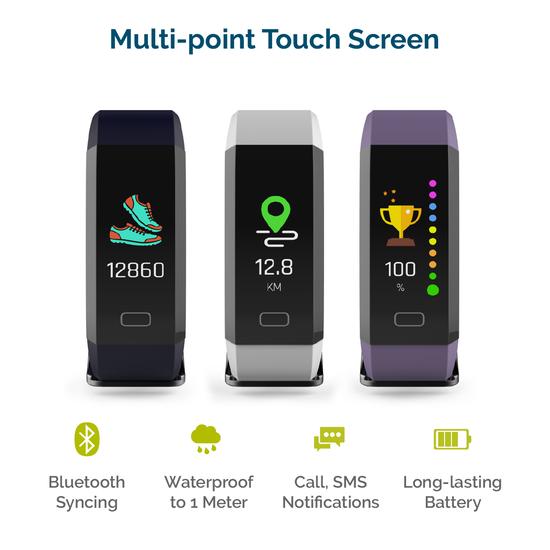 Multi-point Touch Screen
12860
12.8
KM
100
%
Bluetooth
Syncing
Waterproof
to 1 Meter
Call, SMS
Notifications
Long-lasting
Battery